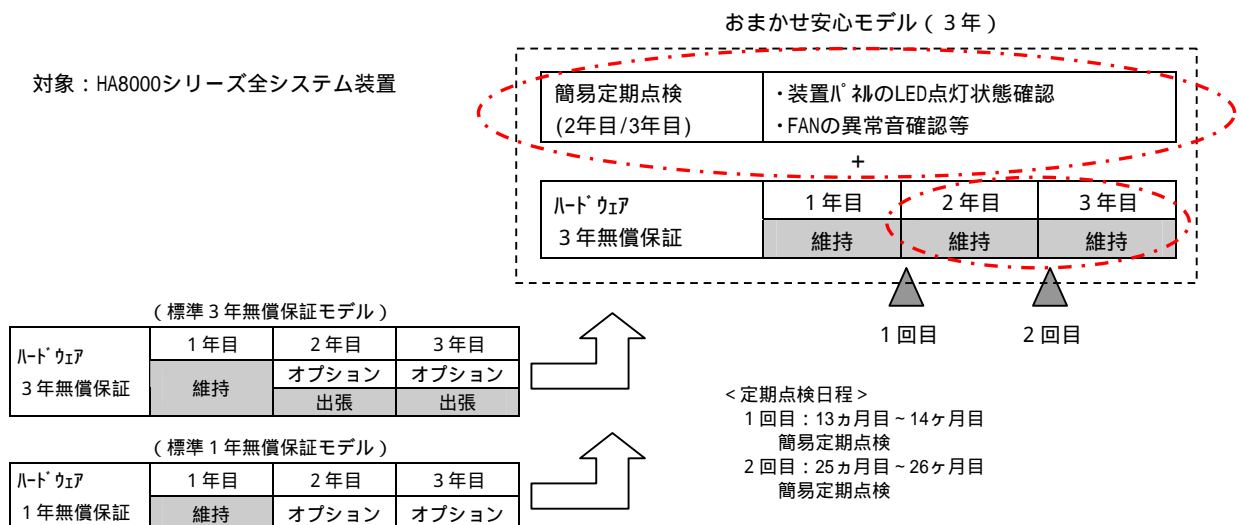 おまかせ安心モデル(3年)
対象:HA8000シリーズ全システム装置
簡易定期点検
(2年目/3年目)
・装置パネルのLED点灯状態確認
・FANの異常音確認等
+
ハードウェア
3年無償保証
1年目 2年目 3年目
維持 維持 維持
1回目 2回目
(標準3年無償保証モデル)
ハードウェア
3年無償保証
1年目 2年目 3年目
維持
オプション オプション
出張 出張
<定期点検日程>
1回目:13ヵ月目~14ヶ月目
簡易定期点検
2回目:25ヵ月目~26ヶ月目
簡易定期点検
(標準1年無償保証モデル)
ハードウェア
1年無償保証
1年目 2年目 3年目
維持 オプション オプション